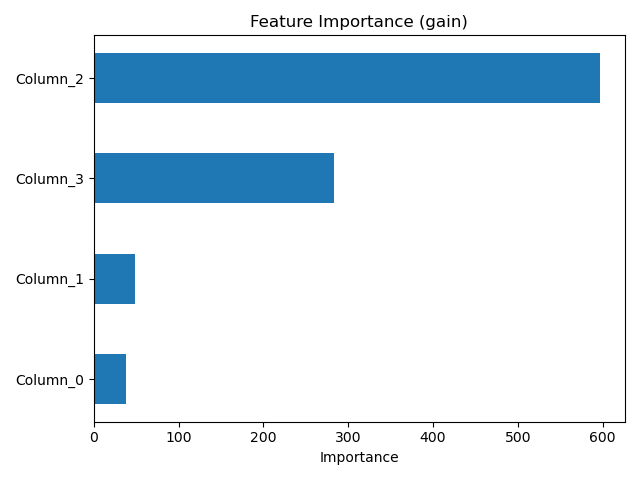 Feature Importance (gain)
Column_2
Column_3
Column_1
Column_0
0 100 200 300 400 500 600
Importance